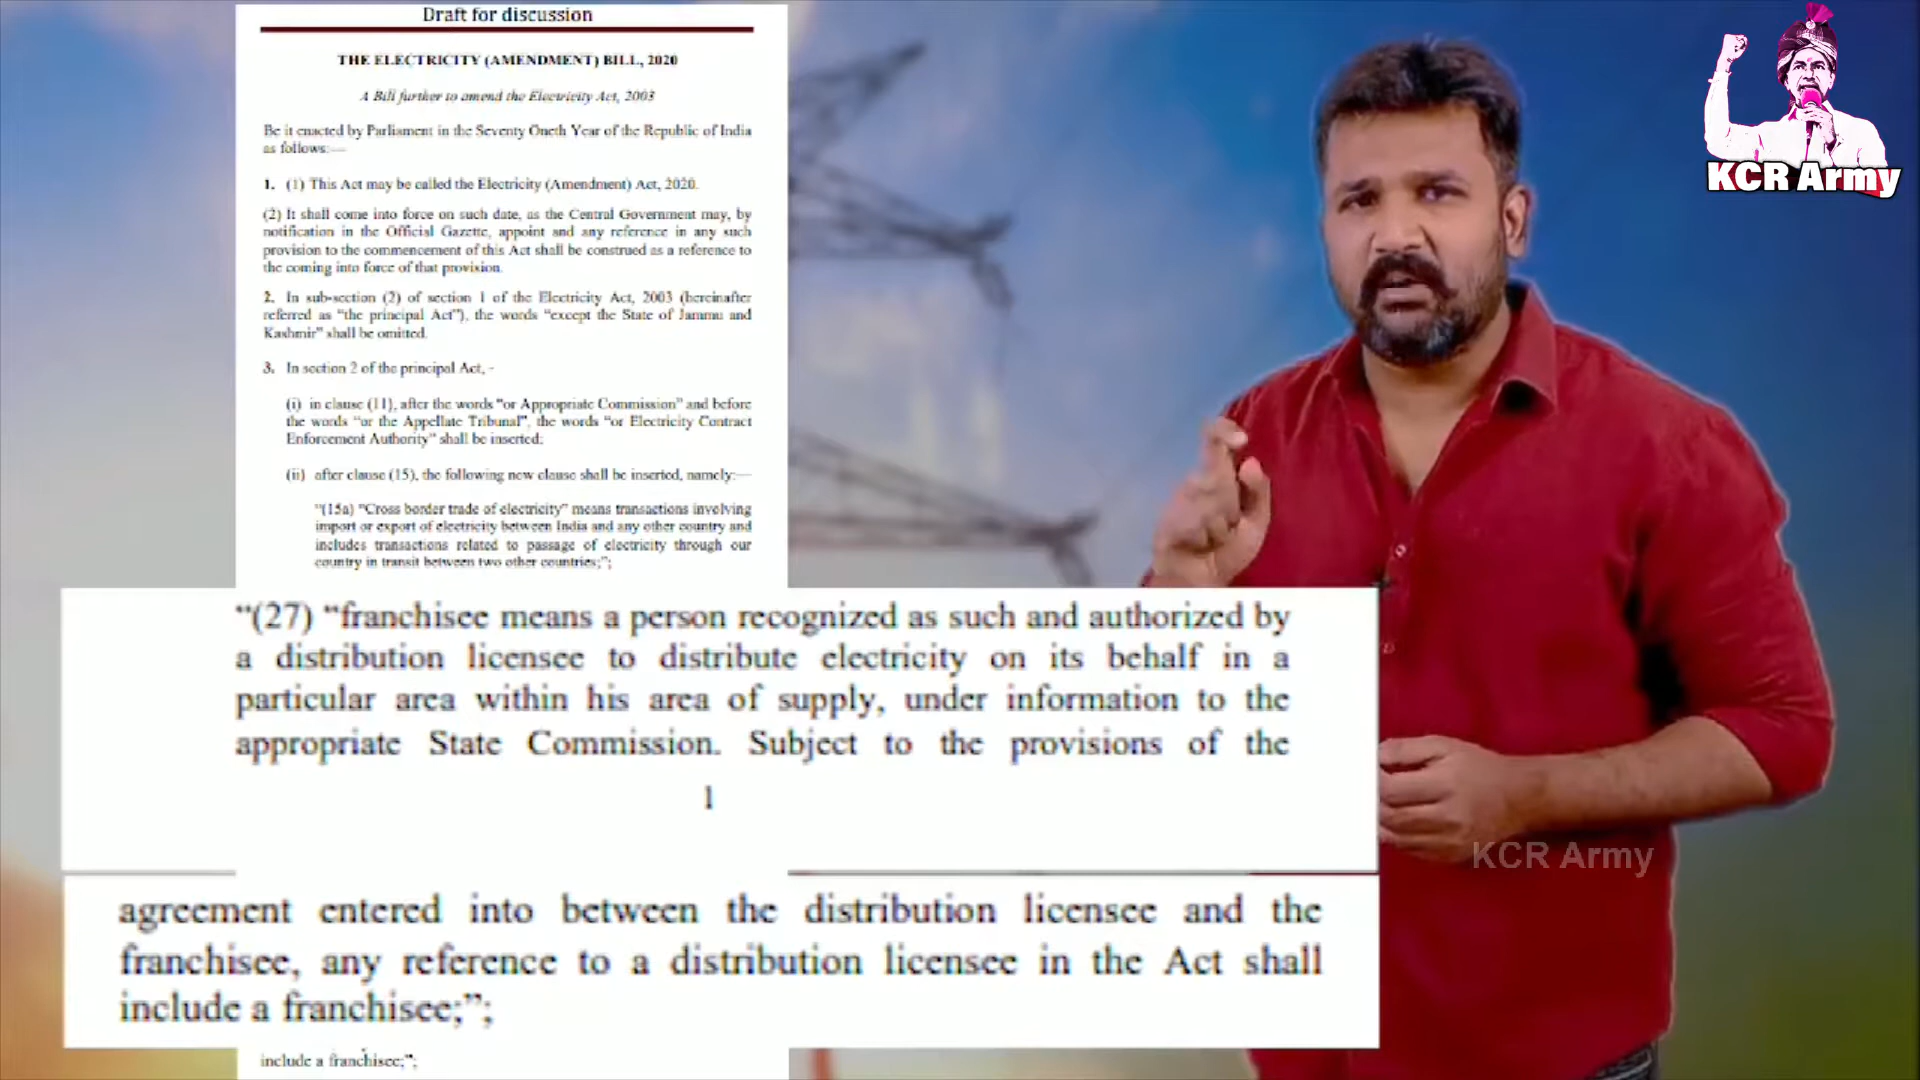 Draft for discussion
THE ELECTRICITY (AMENDMENT) BILL, 2020
A Bill further to amend the Electricity Act, 2003
Be it enacted by Parliament in the Seventy Oneth Year of the Republic of India
as follows:—
1. (1) This Act may be called the Electricity (Amendment) Act, 2020.
(2) It shall come into force on such date, as the Central Government may, by
notification in the Official Gazette, appoint and any reference in any such
provision to the commencement of this Act shall be construed as a reference to
the coming into force of that provision.
2. In sub-section (2) of section 1 of the Electricity Act, 2003 (hereinafter
referred as “the principal Act”), the words “except the State of Jammu and
Kashmir” shall be omitted.
3. In section 2 of the principal Act, -
(i) in clause (11), after the words “or Appropriate Commission” and before
the words “or the Appellate Tribunal”, the words “or Electricity Contract
Enforcement Authority” shall be inserted;
(ii) after clause (15), the following new clause shall be inserted, namely:—
“(15a) “Cross border trade of electricity” means transactions involving
import or export of electricity between India and any other country and
includes transactions related to passage of electricity through our
country in transit between two other countries;”;
“(27) “franchisee means a person recognized as such and authorized by
a distribution licensee to distribute electricity on its behalf in a
particular area within his area of supply, under information to the
appropriate State Commission. Subject to the provisions of the
1
agreement entered into between the distribution licensee and the
franchisee, any reference to a distribution licensee in the Act shall
include a franchisee;”;
include a franchisee;”;
KCR Army
KCR Army